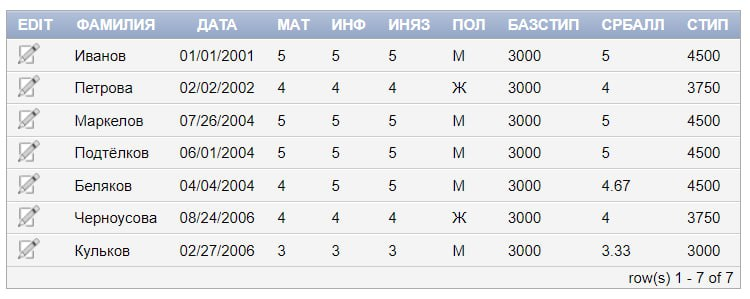 EDIT ФАМИЛИЯ ДАТА МАТ ИНФ ИНЯЗ ПОЛ БАЗСТИП СРБАЛЛ СТИП
Иванов 01/01/2001 5 5 5 М 3000 5 4500
Петрова 02/02/2002 4 4 4 Ж 3000 4 3750
Маркелов 07/26/2004 5 5 5 М 3000 5 4500
Подтёлков 06/01/2004 5 5 5 М 3000 5 4500
Беляков 04/04/2004 4 5 5 М 3000 4.67 4500
Черноусова 08/24/2006 4 4 4 Ж 3000 4 3750
Кульков 02/27/2006 3 3 3 М 3000 3.33 3000
row(s) 1 - 7 of 7